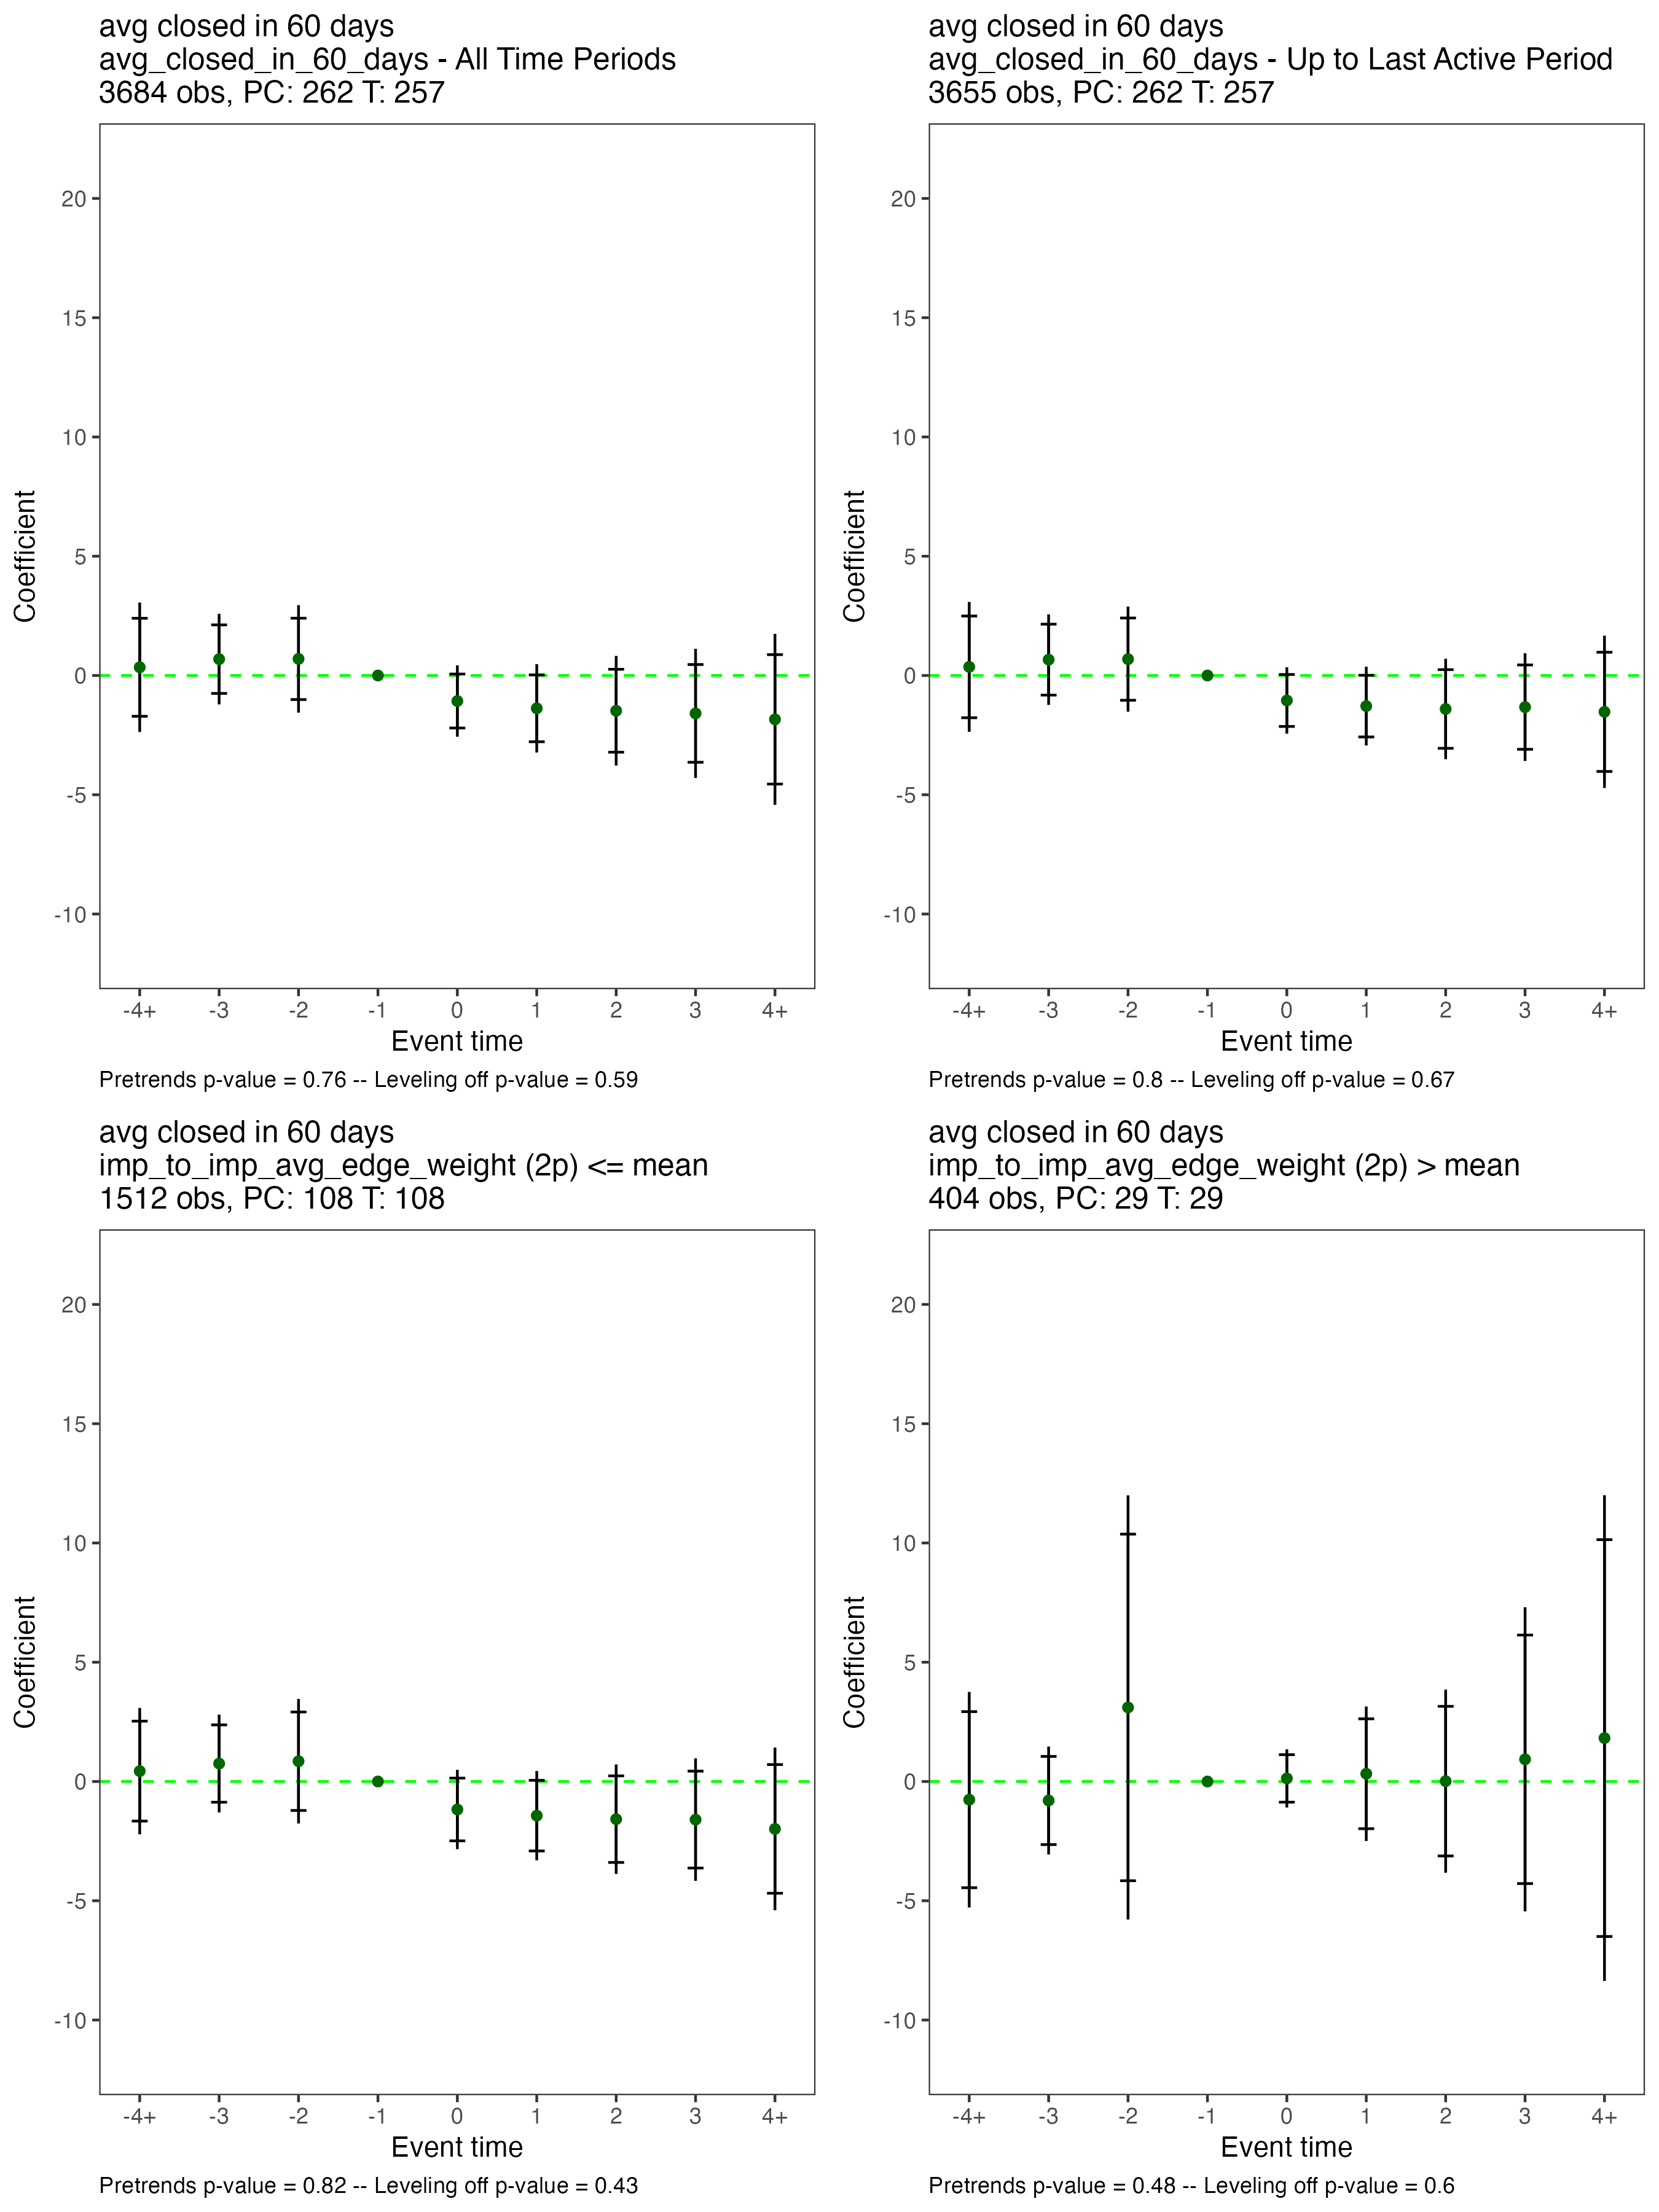 avg closed in 60 days
avg_closed_in_60_days - All Time Periods
3684 obs, PC: 262 T: 257
20
15
10
5
0
-5
-10
Coefficient
-4+ -3 -2 -1 0 1 2 3 4+
Event time
Pretrends p-value = 0.76 -- Leveling off p-value = 0.59
avg closed in 60 days
avg_closed_in_60_days - Up to Last Active Period
3655 obs, PC: 262 T: 257
20
15
10
5
0
-5
-10
Coefficient
-4+ -3 -2 -1 0 1 2 3 4+
Event time
Pretrends p-value = 0.8 -- Leveling off p-value = 0.67
avg closed in 60 days
imp_to_imp_avg_edge_weight (2p) <= mean
1512 obs, PC: 108 T: 108
20
15
10
5
0
-5
-10
Coefficient
-4+ -3 -2 -1 0 1 2 3 4+
Event time
Pretrends p-value = 0.82 -- Leveling off p-value = 0.43
avg closed in 60 days
imp_to_imp_avg_edge_weight (2p) > mean
404 obs, PC: 29 T: 29
20
15
10
5
0
-5
-10
Coefficient
-4+ -3 -2 -1 0 1 2 3 4+
Event time
Pretrends p-value = 0.48 -- Leveling off p-value = 0.6